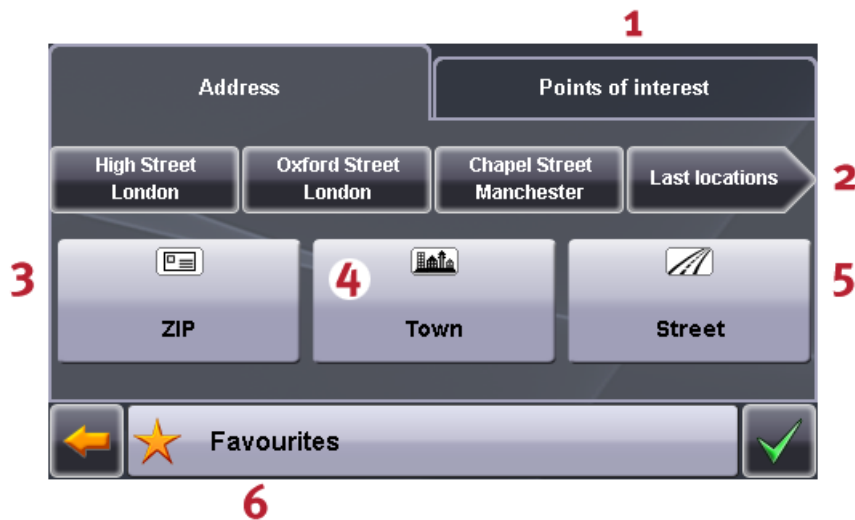 1
Address
Points of interest
High Street
London
Oxford Street
London
Chapel Street
Manchester
Last locations
2
3
4
5
ZIP
Town
Street
Favourites
6